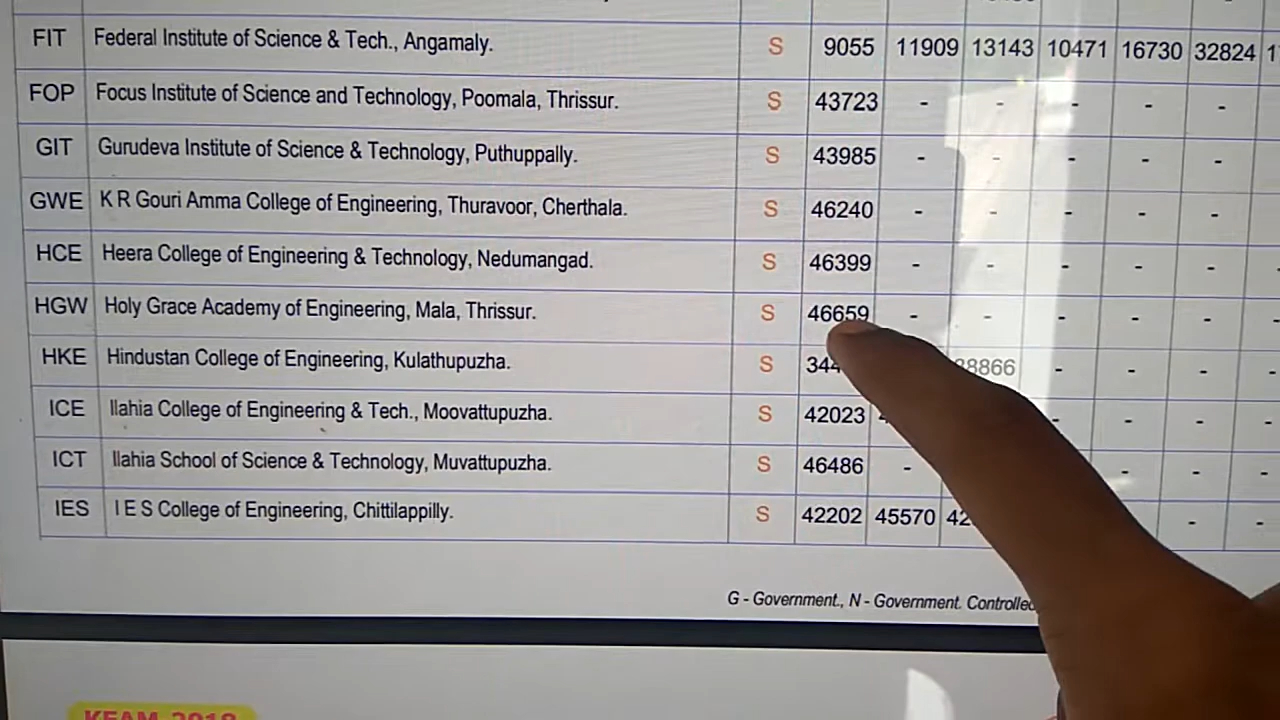 FIT Federal Institute of Science & Tech., Angamaly. S 9055 11909 13143 10471 16730 32824
FOP Focus Institute of Science and Technology, Poomala, Thrissur. S 43723 - - - - -
GIT Gurudeva Institute of Science & Technology, Puthuppally. S 43985 - - - - -
GWE K R Gouri Amma College of Engineering, Thuravoor, Cherthala. S 46240 - - - - -
HCE Heera College of Engineering & Technology, Nedumangad. S 46399 - - - - - -
HGW Holy Grace Academy of Engineering, Mala, Thrissur. S 46659 - - - - - -
HKE Hindustan College of Engineering, Kulathupuzha. S 344 8866 - - - -
ICE Ilahia College of Engineering & Tech., Moovattupuzha. S 42023 - - - -
ICT Ilahia School of Science & Technology, Muvattupuzha. S 46486 - - - -
IES I E S College of Engineering, Chittilappilly. S 42202 45570 42 - -
G - Government., N - Government. Controlled
KEAM-2018